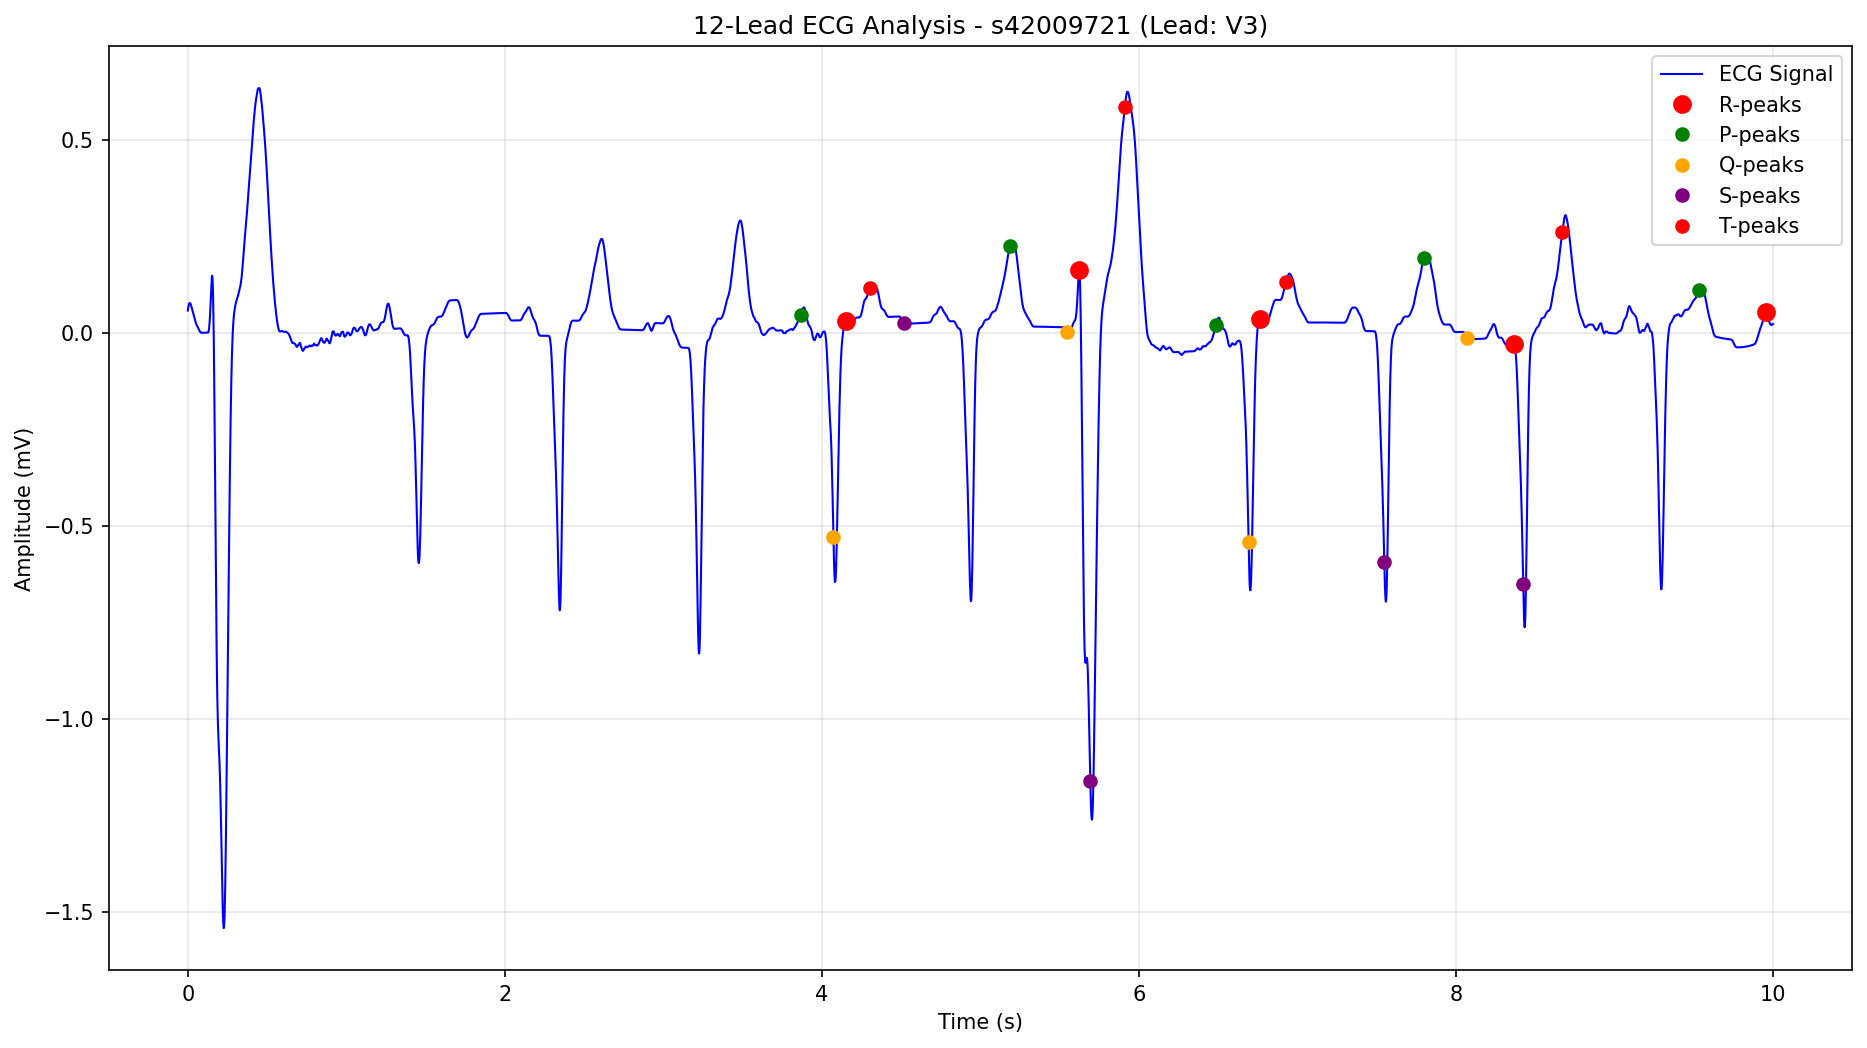 12-Lead ECG Analysis - s42009721 (Lead: V3)
ECG Signal
R-peaks
P-peaks
Q-peaks
S-peaks
T-peaks
Amplitude (mV)
0.5
0.0
−0.5
−1.0
−1.5
0 2 4 6 8 10
Time (s)